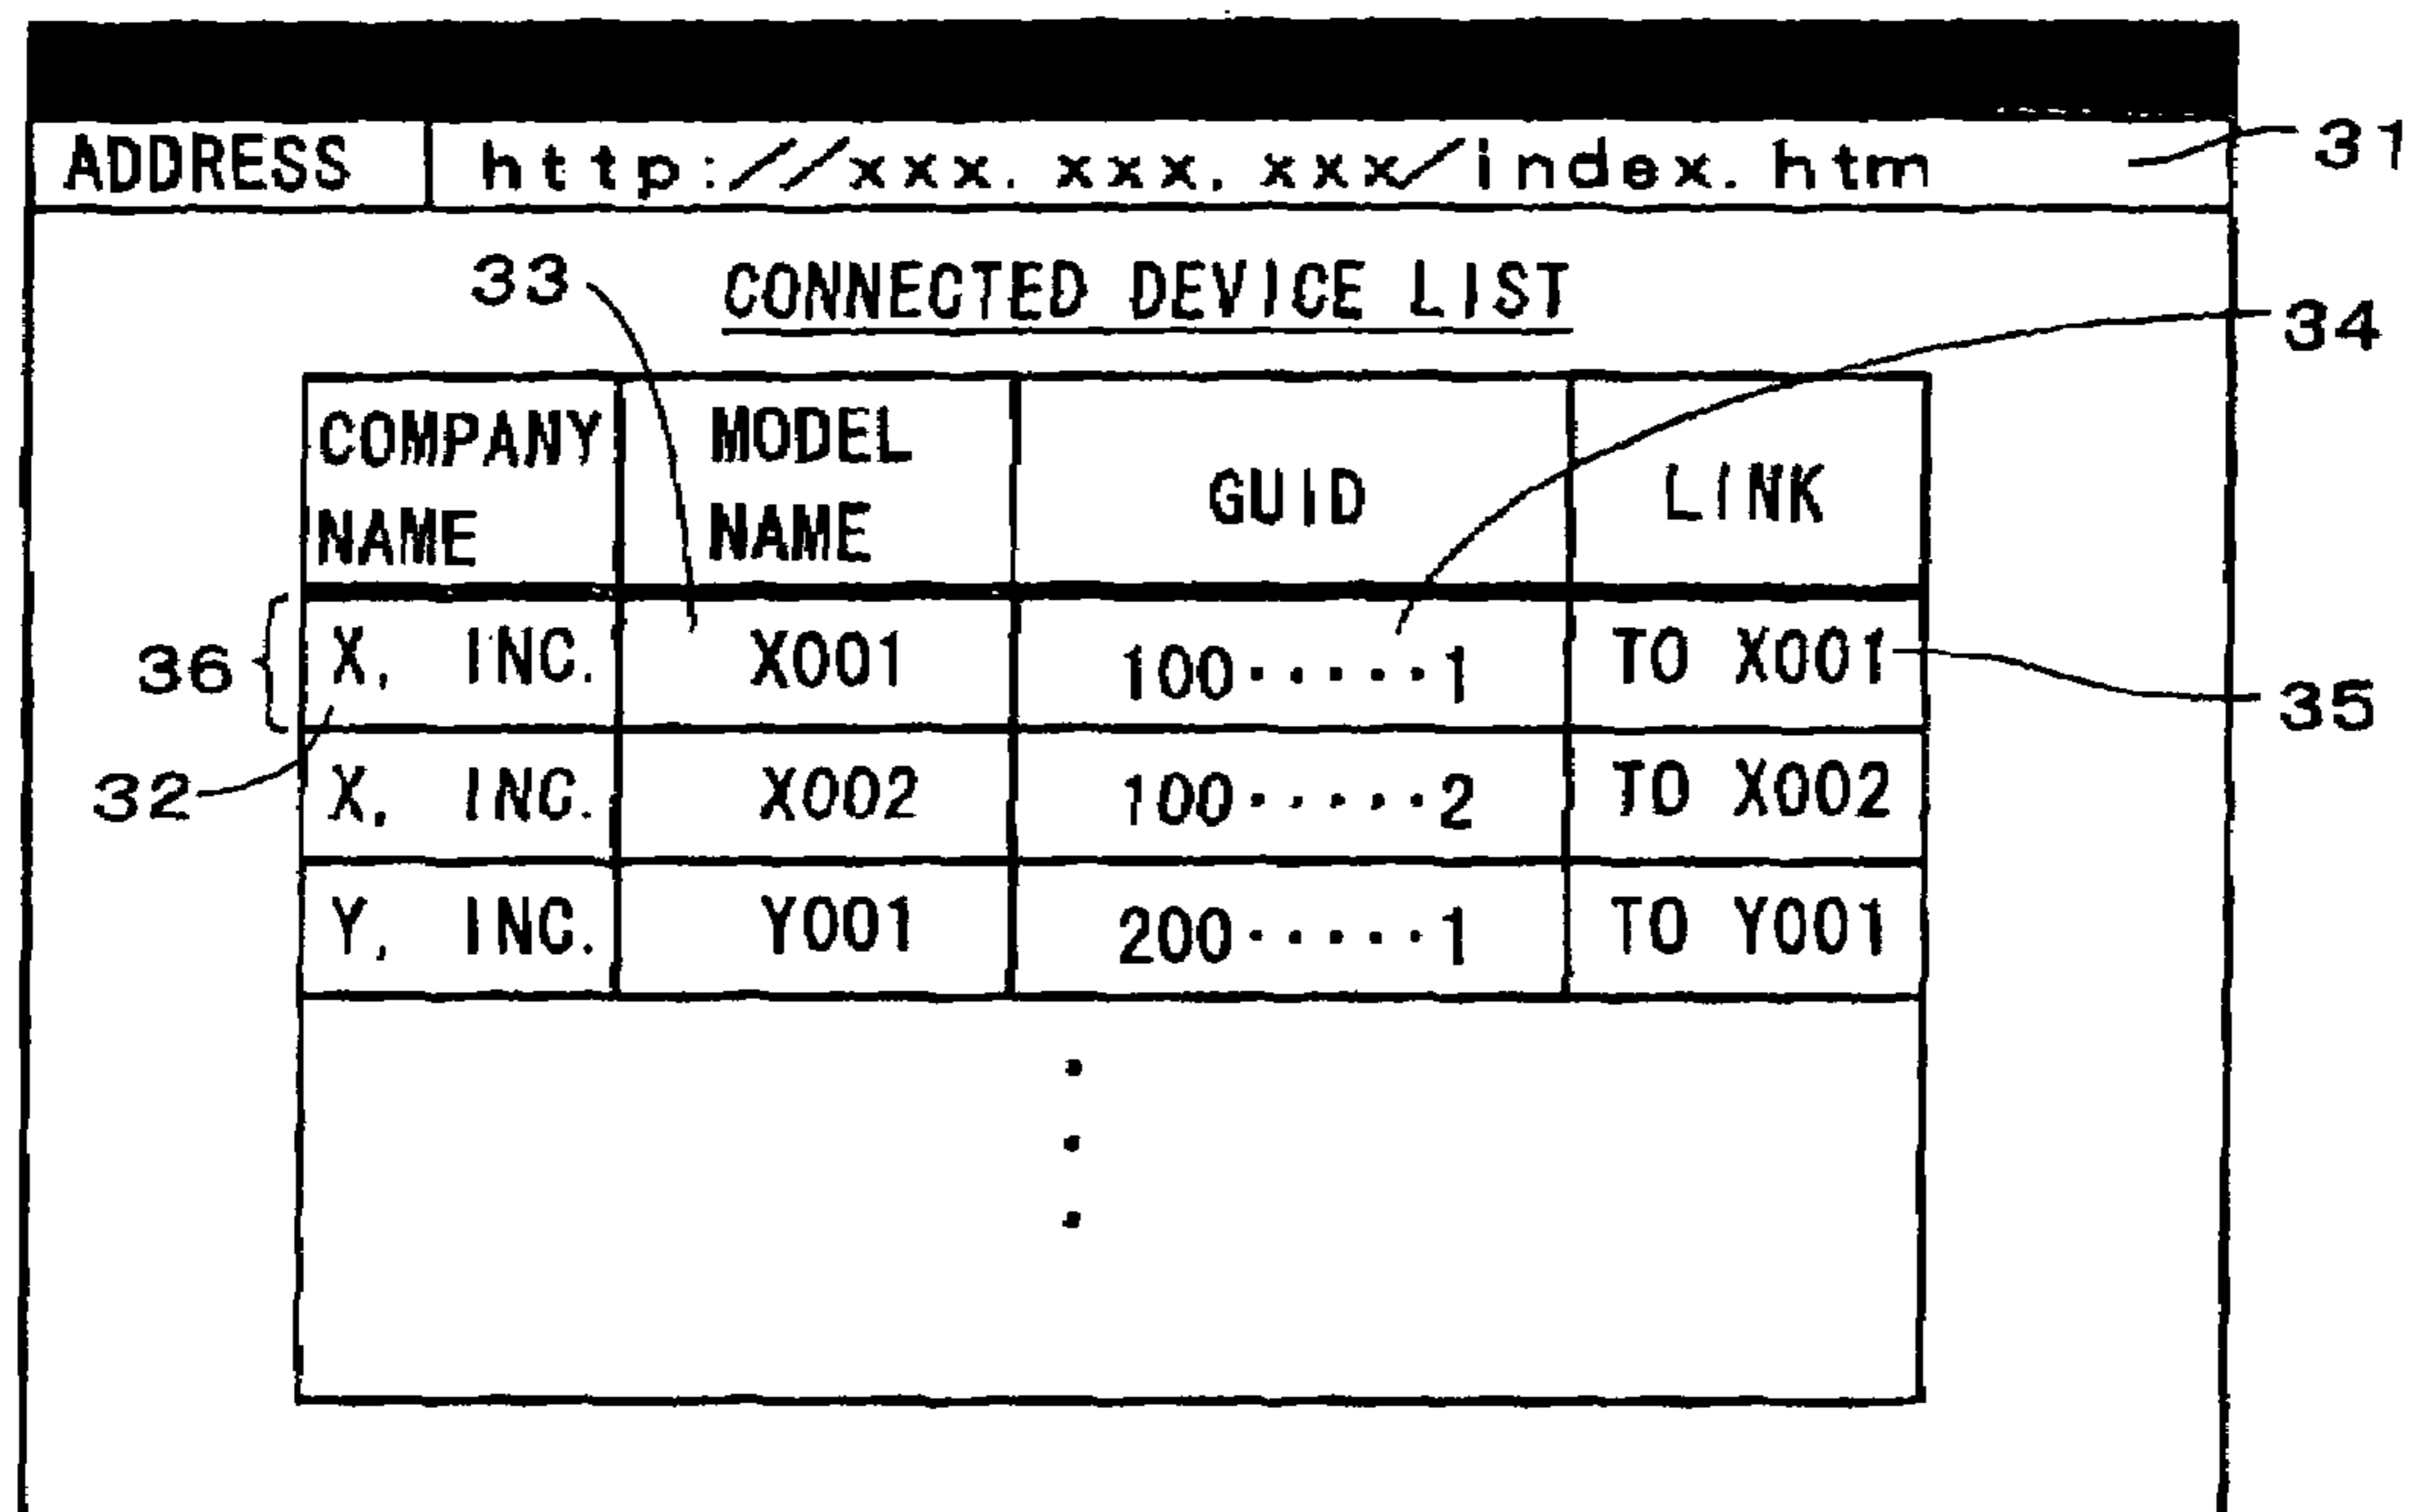 ADDRESS http://xxx.xxx.xxx/index.htm 31
33 CONNECTED DEVICE LIST
34
COMPANY NAME MODEL NAME GUID LINK
36 X, INC. X001 100·····1 TO X001 35
32 X, INC. X002 100·····2 TO X002
Y, INC. Y001 200·····1 TO Y001